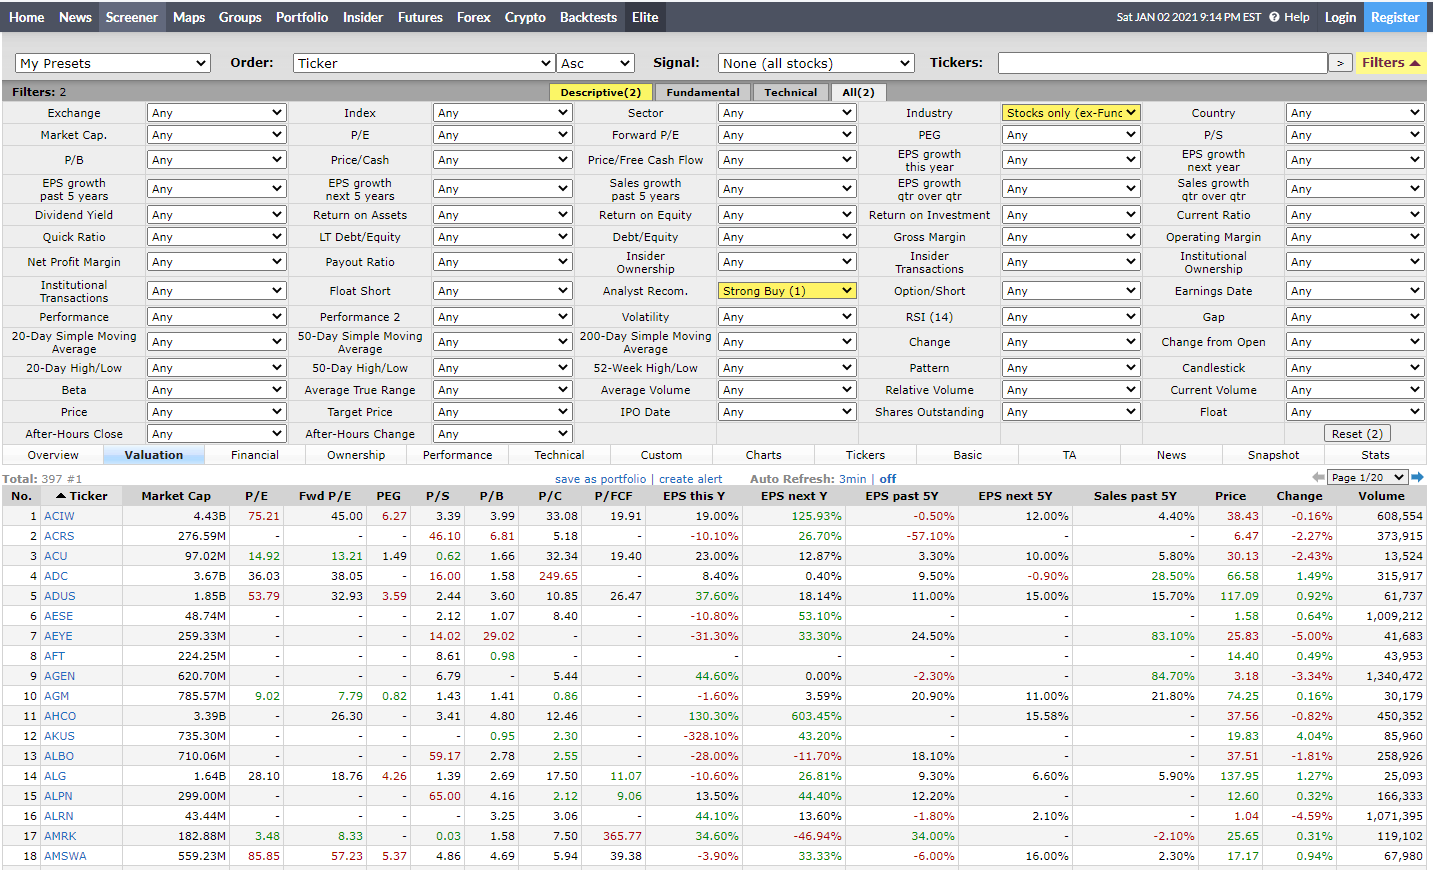 Home News Screener Maps Groups Portfolio Insider Futures Forex Crypto Backtests Elite Sat JAN 02 2021 9:14 PM EST ? Help Login Register
My Presets Order: Ticker Asc Signal: None (all stocks) Tickers: > Filters
Filters: 2 Descriptive(2) Fundamental Technical All(2)
Exchange Any Index Any Sector Any Industry Stocks only (ex-Func Country Any
Market Cap. Any P/E Any Forward P/E Any PEG Any P/S Any
P/B Any Price/Cash Any Price/Free Cash Flow Any EPS growth this year Any EPS growth next year Any
EPS growth past 5 years Any EPS growth next 5 years Any Sales growth past 5 years Any EPS growth qtr over qtr Any Sales growth qtr over qtr Any
Dividend Yield Any Return on Assets Any Return on Equity Any Return on Investment Any Current Ratio Any
Quick Ratio Any LT Debt/Equity Any Debt/Equity Any Gross Margin Any Operating Margin Any
Net Profit Margin Any Payout Ratio Any Insider Ownership Any Insider Transactions Any Institutional Ownership Any
Institutional Transactions Any Float Short Any Analyst Recom. Strong Buy (1) Option/Short Any Earnings Date Any
Performance Any Performance 2 Any Volatility Any RSI (14) Any Gap Any
20-Day Simple Moving Average Any 50-Day Simple Moving Average Any 200-Day Simple Moving Average Any Change Any Change from Open Any
20-Day High/Low Any 50-Day High/Low Any 52-Week High/Low Any Pattern Any Candlestick Any
Beta Any Average True Range Any Average Volume Any Relative Volume Any Current Volume Any
Price Any Target Price Any IPO Date Any Shares Outstanding Any Float Any
After-Hours Close Any After-Hours Change Any Reset (2)
Overview Valuation Financial Ownership Performance Technical Custom Charts Tickers Basic TA News Snapshot Stats
Total: 397 #1 save as portfolio | create alert Auto Refresh: 3min | off Page 1/20
No. Ticker Market Cap P/E Fwd P/E PEG P/S P/B P/C P/FCF EPS this Y EPS next Y EPS past 5Y EPS next 5Y Sales past 5Y Price Change Volume
1 ACIW 4.43B 75.21 45.00 6.27 3.39 3.99 33.08 19.91 19.00% 125.93% -0.50% 12.00% 4.40% 38.43 -0.16% 608,554
2 ACRS 276.59M - - - 46.10 6.81 5.18 - -10.10% 26.70% -57.10% - - 6.47 -2.27% 373,915
3 ACU 97.02M 14.92 13.21 1.49 0.62 1.66 32.34 19.40 23.00% 12.87% 3.30% 10.00% 5.80% 30.13 -2.43% 13,524
4 ADC 3.67B 36.03 38.05 - 16.00 1.58 249.65 - 8.40% 0.40% 9.50% -0.90% 28.50% 66.58 1.49% 315,917
5 ADUS 1.85B 53.79 32.93 3.59 2.44 3.60 10.85 26.47 37.60% 18.14% 11.00% 15.00% 15.70% 117.09 0.92% 61,737
6 AESE 48.74M - - - 2.12 1.07 8.40 - -10.80% 53.10% - - - 1.58 0.64% 1,009,212
7 AEYE 259.33M - - - 14.02 29.02 - - -31.30% 33.30% 24.50% - 83.10% 25.83 -5.00% 41,683
8 AFT 224.25M - - - 8.61 0.98 - - - - - - - 14.40 0.49% 43,953
9 AGEN 620.70M - - - 6.79 - 5.44 - 44.60% 0.00% -2.30% - 84.70% 3.18 -3.34% 1,340,472
10 AGM 785.57M 9.02 7.79 0.82 1.43 1.41 0.86 - -1.60% 3.59% 20.90% 11.00% 21.80% 74.25 0.16% 30,179
11 AHCO 3.39B - 26.30 - 3.41 4.80 12.46 - 130.30% 603.45% - 15.58% - 37.56 -0.82% 450,352
12 AKUS 735.30M - - - - 0.95 2.30 - -328.10% 43.20% - - - 19.83 4.04% 85,960
13 ALBO 710.06M - - - 59.17 2.78 2.55 - -28.00% -11.70% 18.10% - - 37.51 -1.81% 258,926
14 ALG 1.64B 28.10 18.76 4.26 1.39 2.69 17.50 11.07 -10.60% 26.81% 9.30% 6.60% 5.90% 137.95 1.27% 25,093
15 ALPN 299.00M - - - 65.00 4.16 2.12 9.06 13.50% 44.40% 12.20% - - 12.60 0.32% 166,333
16 ALRN 43.44M - - - - 3.25 3.06 - 44.10% 13.60% -1.80% 2.10% - 1.04 -4.59% 1,071,395
17 AMRK 182.88M 3.48 8.33 - 0.03 1.58 7.50 365.77 34.60% -46.94% 34.00% - -2.10% 25.65 0.31% 119,102
18 AMSWA 559.23M 85.85 57.23 5.37 4.86 4.69 5.94 39.38 -3.90% 33.33% -6.00% 16.00% 2.30% 17.17 0.94% 67,980